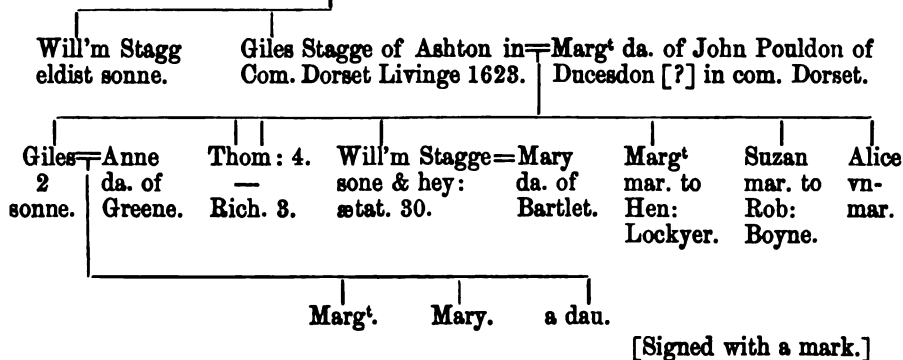 Will'm Stagg
eldist sonne.
Giles Stagge of Ashton in=Margᵗ da. of John Pouldon of
Com. Dorset Livinge 1623. Ducesdon [?] in com. Dorset.
Giles=Anne
2 da. of
sonne. Greene.
Thom: 4.
—
Rich. 3.
Will'm Stagge=Mary
sone & hey: da. of
ætat. 30. Bartlet.
Margᵗ
mar. to
Hen:
Lockyer.
Suzan
mar. to
Rob:
Boyne.
Alice
vn-
mar.
Margᵗ. Mary. a dau.
[Signed with a mark.]